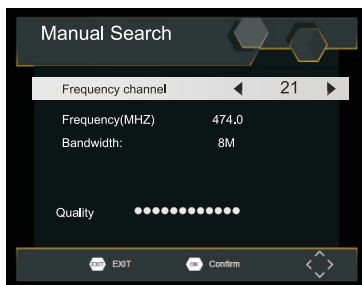 Manual Search
Frequency channel 21
Frequency(MHZ) 474.0
Bandwidth: 8M
Quality
EXIT EXIT OK Confirm